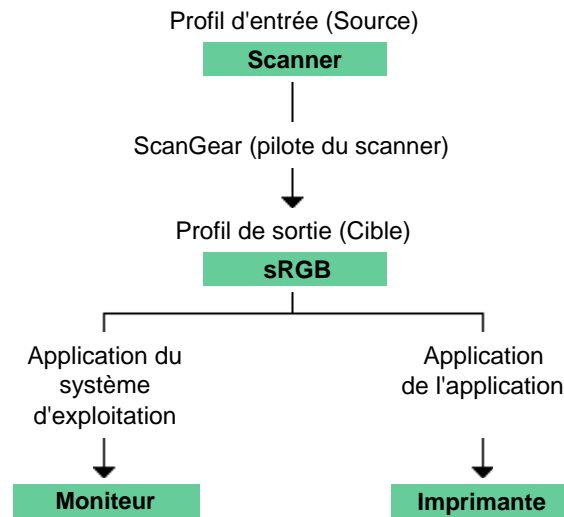 Profil d'entrée (Source)
Scanner
ScanGear (pilote du scanner)
Profil de sortie (Cible)
sRGB
Application du
système
d'exploitation
Application
de l'application
Moniteur
Imprimante